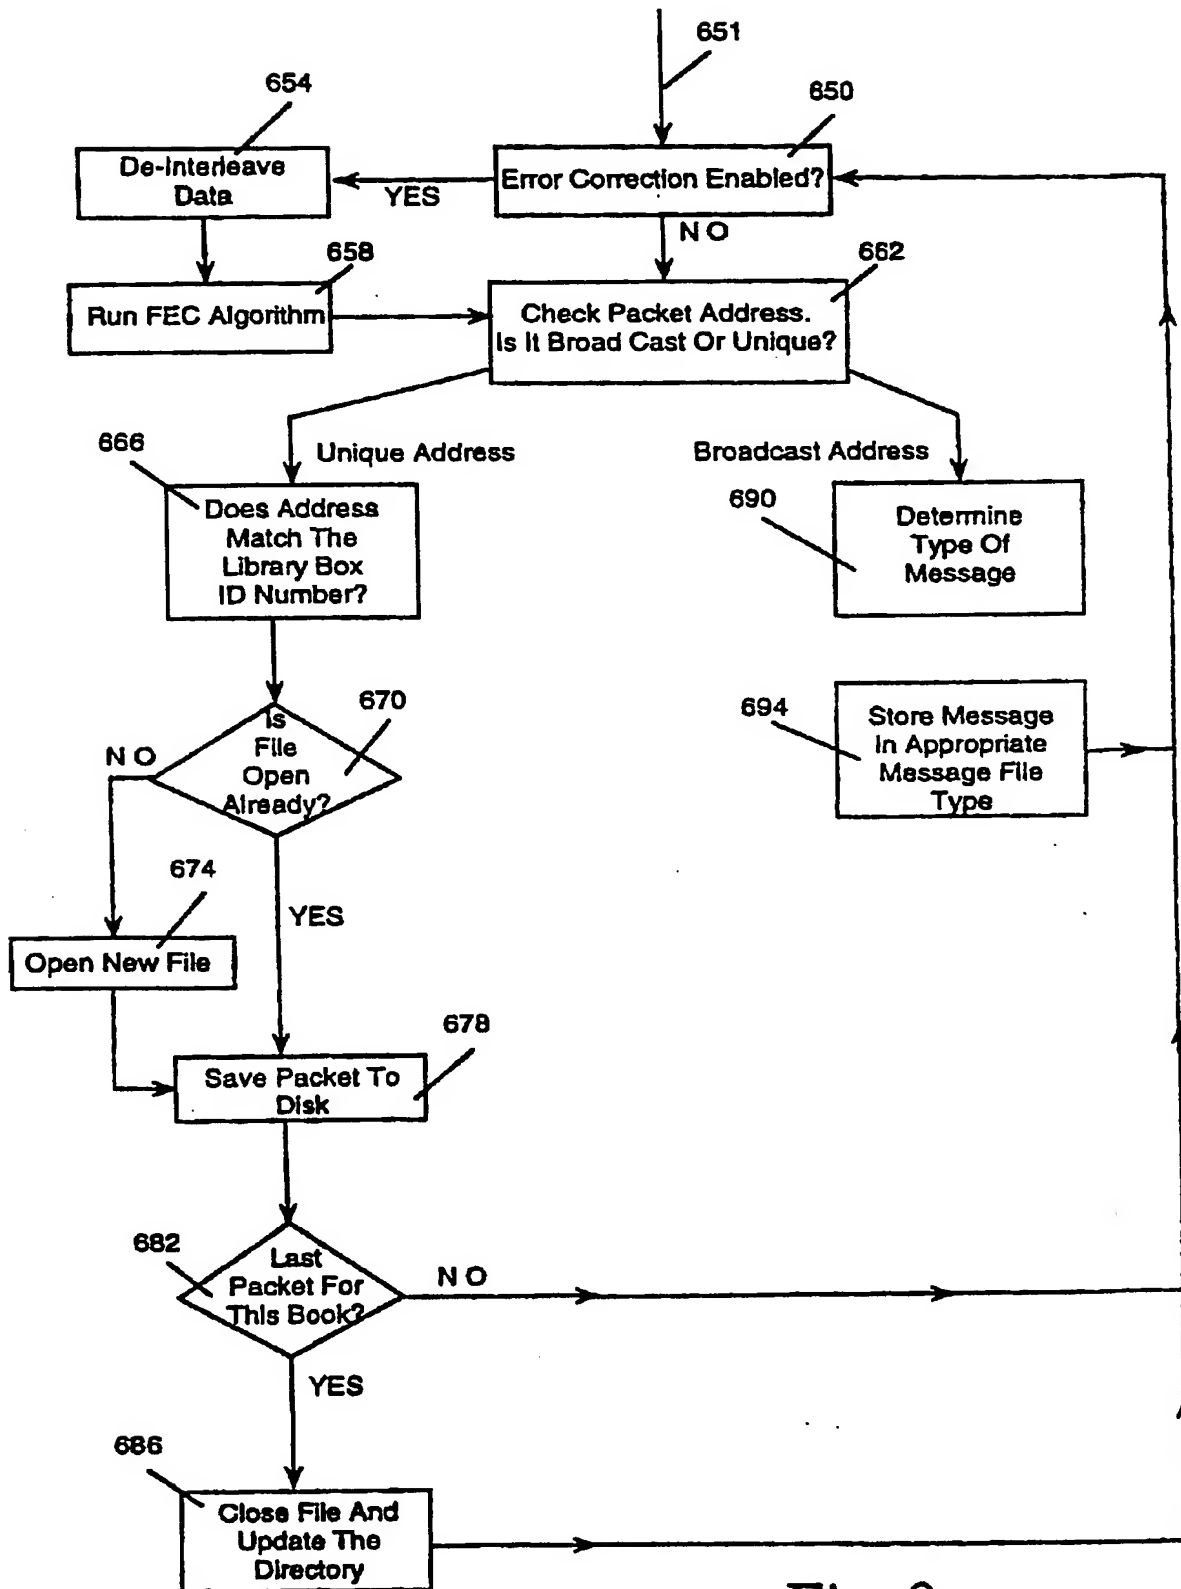 651
654
650
De-Interleave
Data
YES
Error Correction Enabled?
NO
658
662
Run FEC Algorithm
Check Packet Address.
Is It Broad Cast Or Unique?
666
Unique Address
Broadcast Address
Does Address
Match The
Library Box
ID Number?
690
Determine
Type Of
Message
670
Is
File
Open
Already?
NO
694
Store Message
In Appropriate
Message File
Type
674
YES
Open New File
678
Save Packet To
Disk
682
Last
Packet For
This Book?
NO
YES
686
Close File And
Update The
Directory